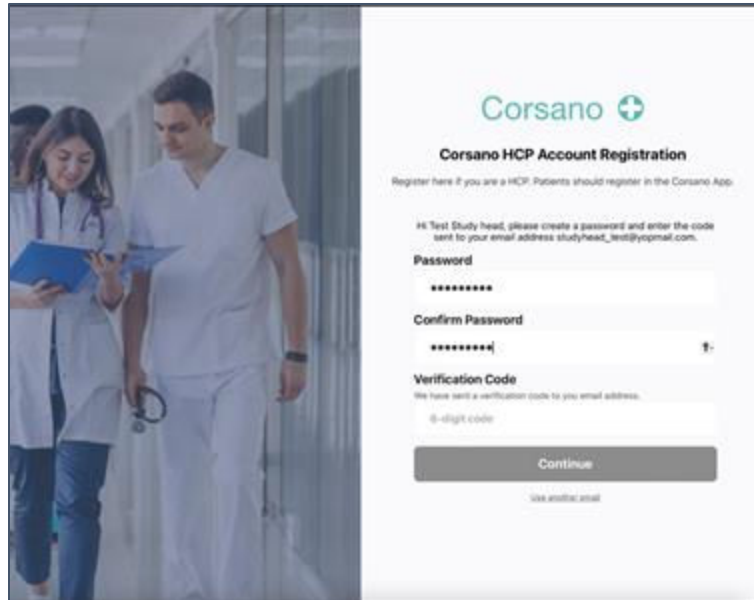 Corsano
Corsano HCP Account Registration
Register here if you are a HCP. Patients should register in the Corsano App.
Hi Test Study head, please create a password and enter the code
sent to your email address studyhead_test@yopmail.com.
Password
•••••••••
Confirm Password
•••••••••
Verification Code
We have sent a verification code to you email address.
6-digit code
Continue
Use another email